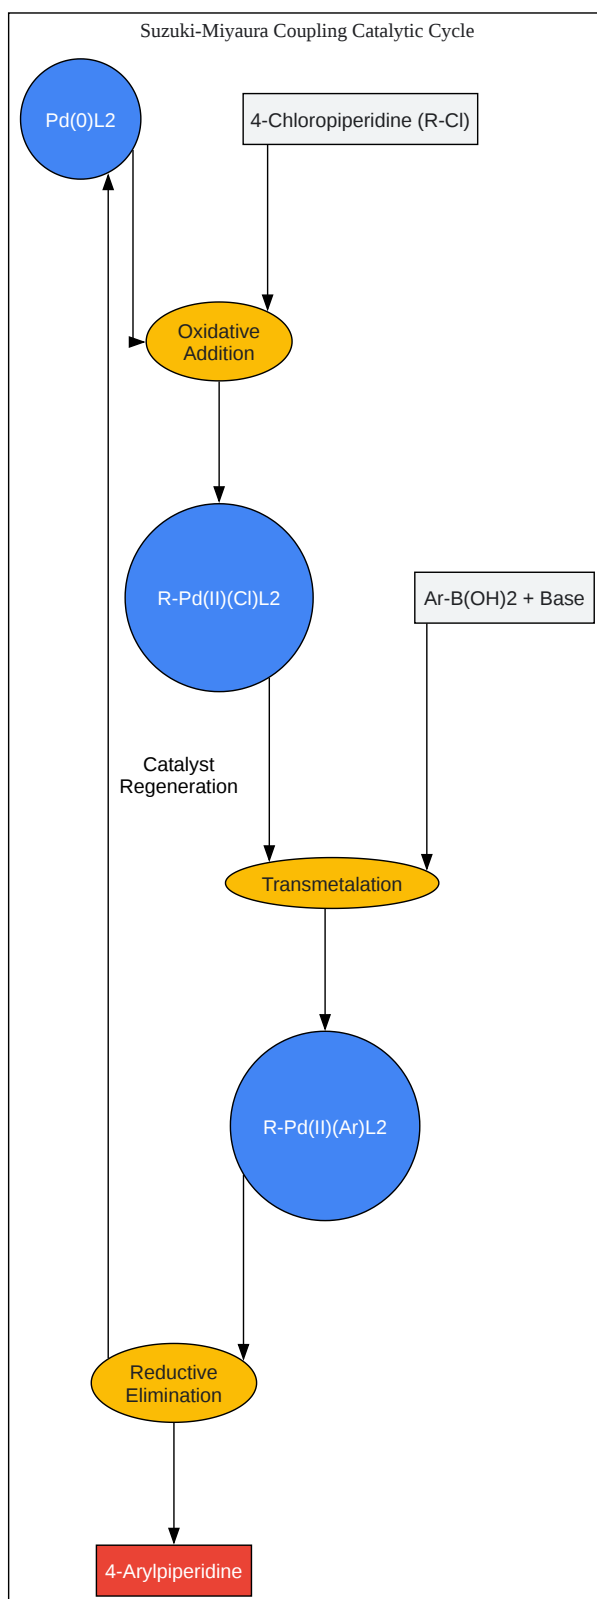 Suzuki-Miyaura Coupling Catalytic Cycle
Pd(0)L2
4-Chloropiperidine (R-Cl)
Oxidative
Addition
R-Pd(II)(Cl)L2
Ar-B(OH)2 + Base
Catalyst
Regeneration
Transmetalation
R-Pd(II)(Ar)L2
Reductive
Elimination
4-Arylpiperidine